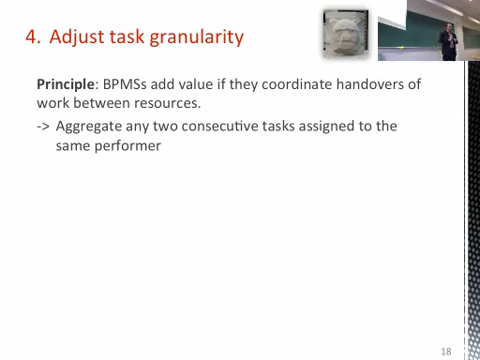 4. Adjust task granularity
Principle: BPMSs add value if they coordinate handovers of
work between resources.
-> Aggregate any two consecutive tasks assigned to the
same performer
18